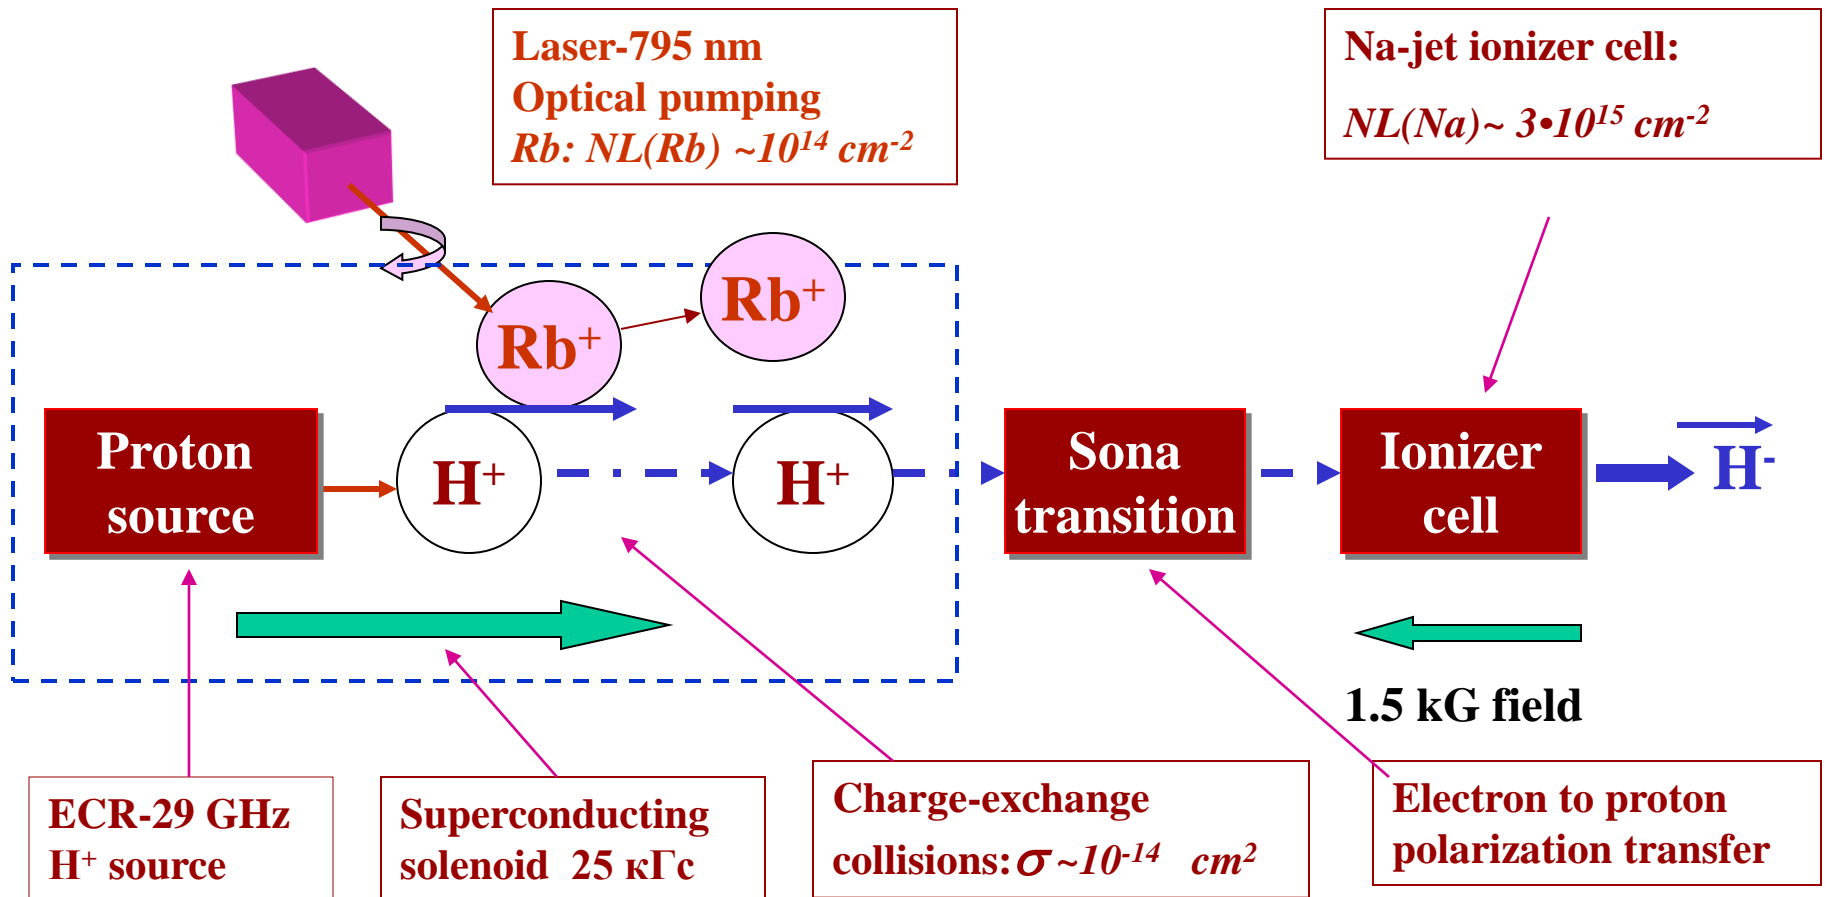 Laser-795 nm
Optical pumping
Rb: NL(Rb) ~10¹⁴ cm⁻²
Na-jet ionizer cell:
NL(Na)~ 3•10¹⁵ cm⁻²
Rb⁺
Rb⁺
Proton
source
H⁺
H⁺
Sona
transition
Ionizer
cell
H⁻
1.5 kG field
ECR-29 GHz
H⁺ source
Superconducting
solenoid 25 кГс
Charge-exchange
collisions: σ ~10⁻¹⁴ cm²
Electron to proton
polarization transfer